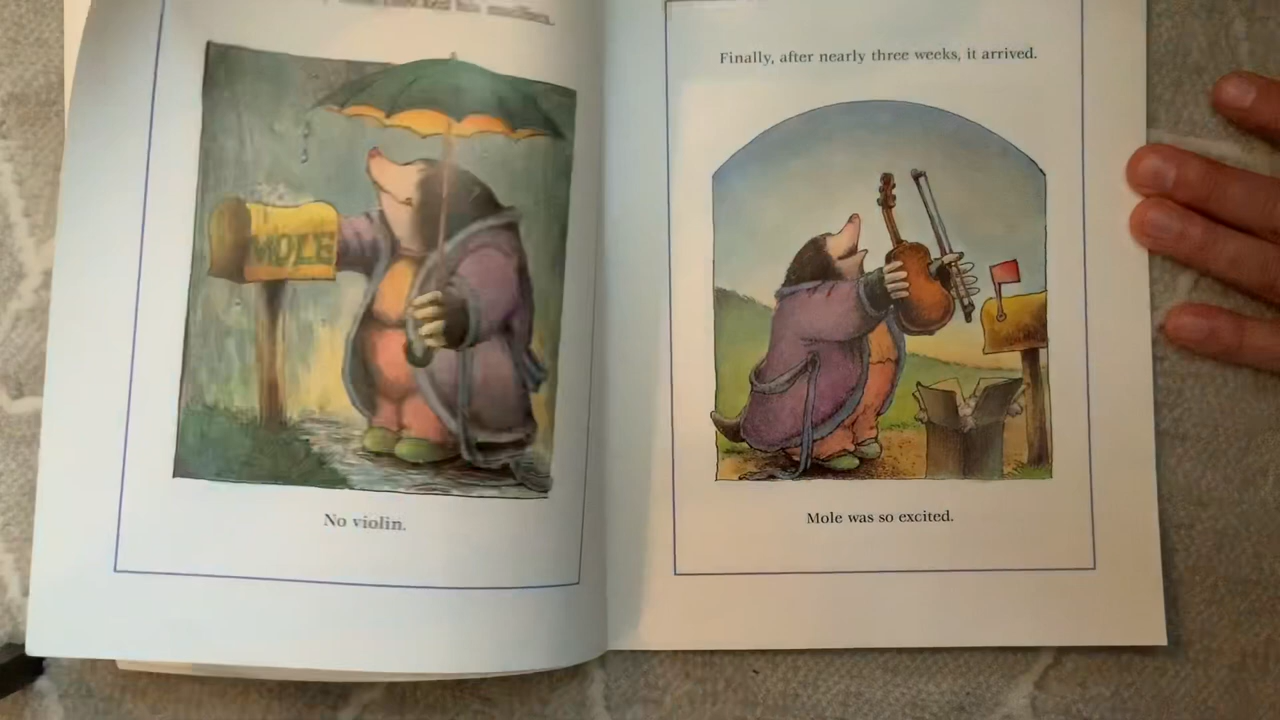 MOLE
No violin.
Finally, after nearly three weeks, it arrived.
Mole was so excited.